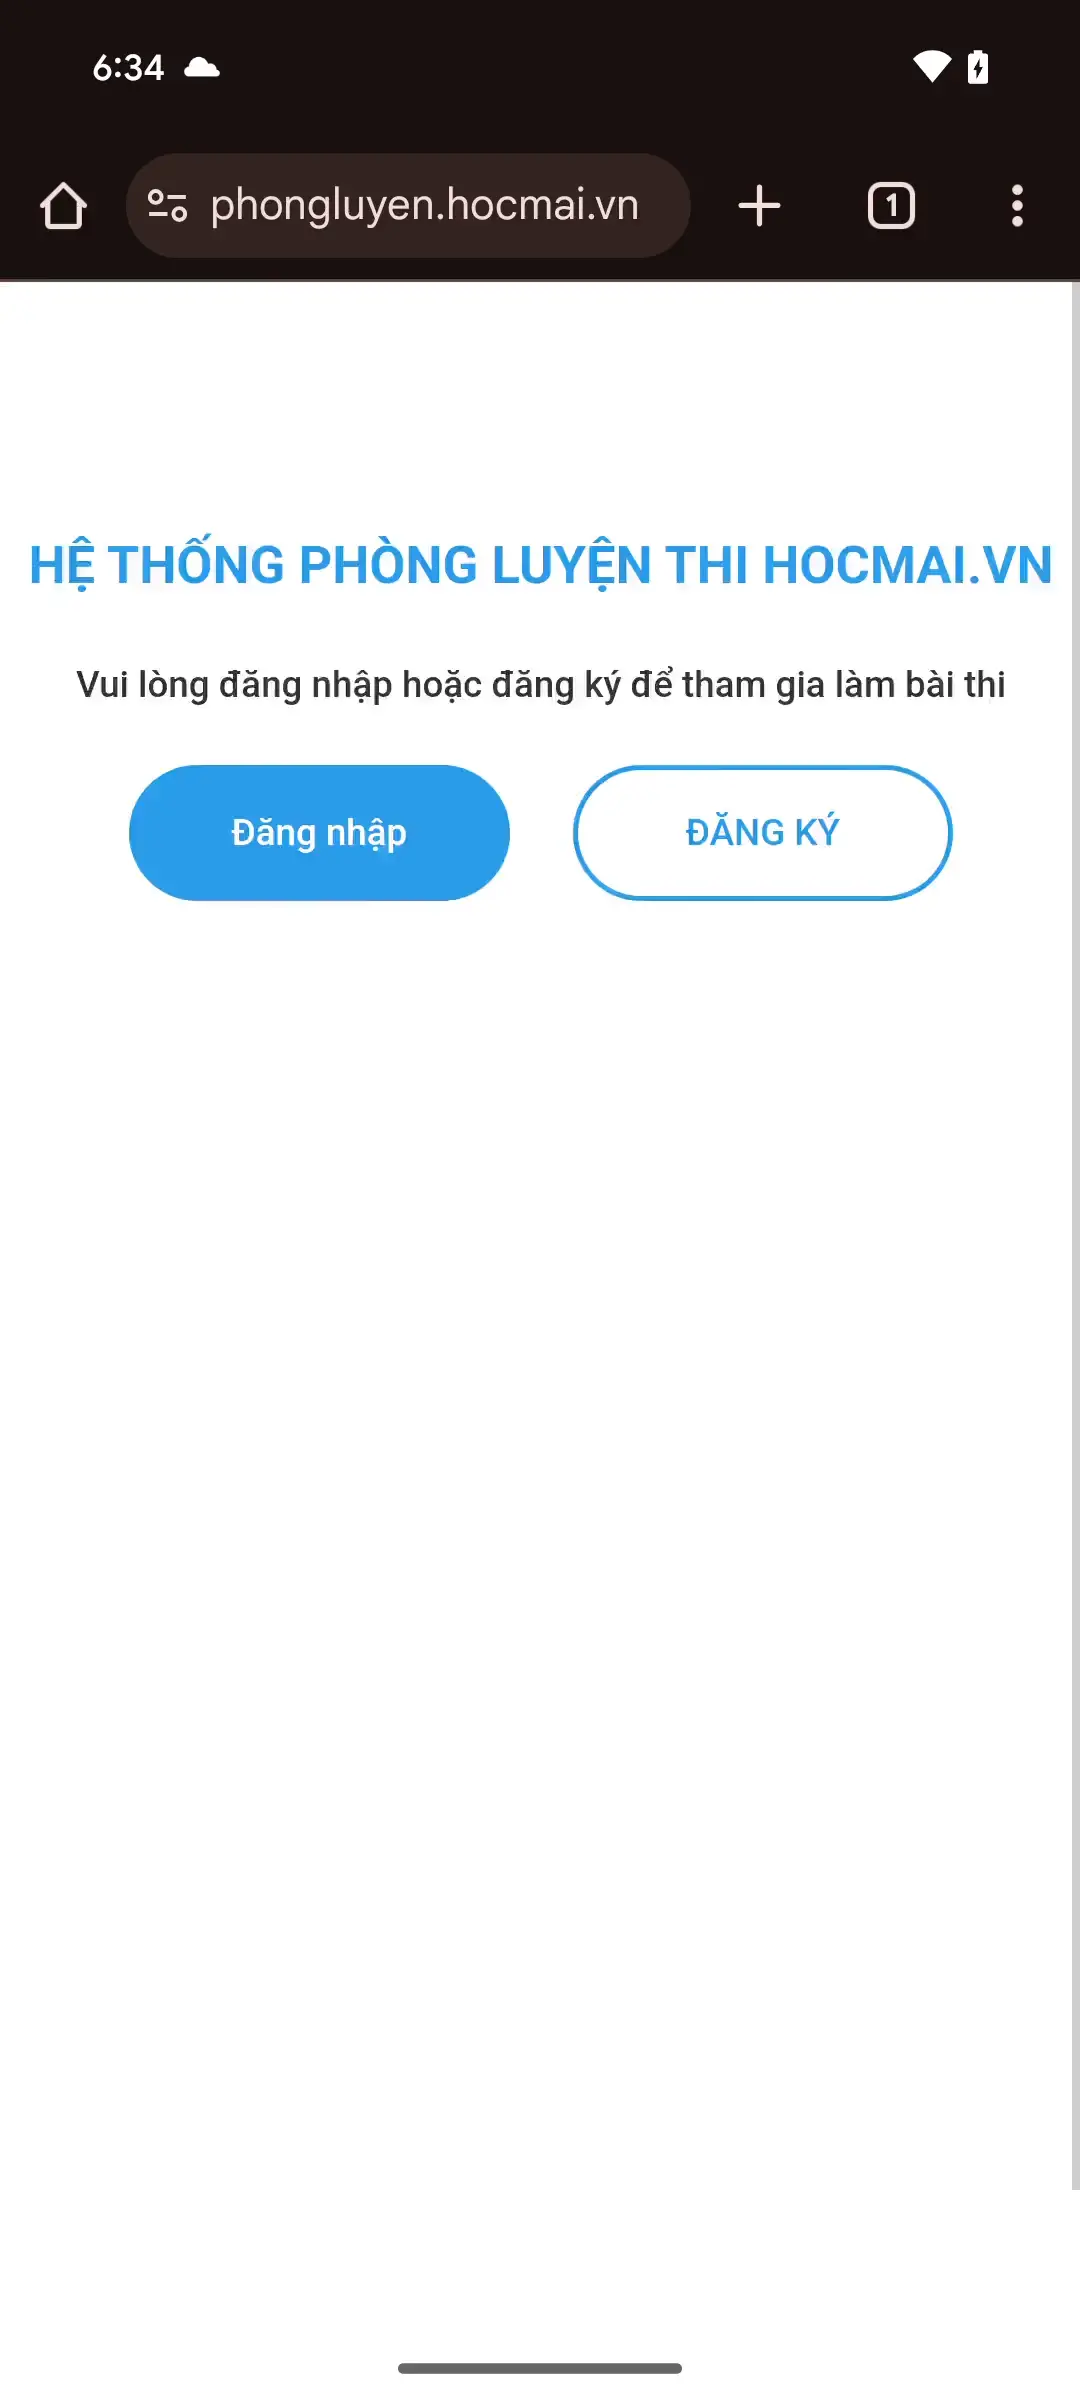 6:34
phongluyen.hocmai.vn
1
HỆ THỐNG PHÒNG LUYỆN THI HOCMAI.VN
Vui lòng đăng nhập hoặc đăng ký để tham gia làm bài thi
Đăng nhập
ĐĂNG KÝ